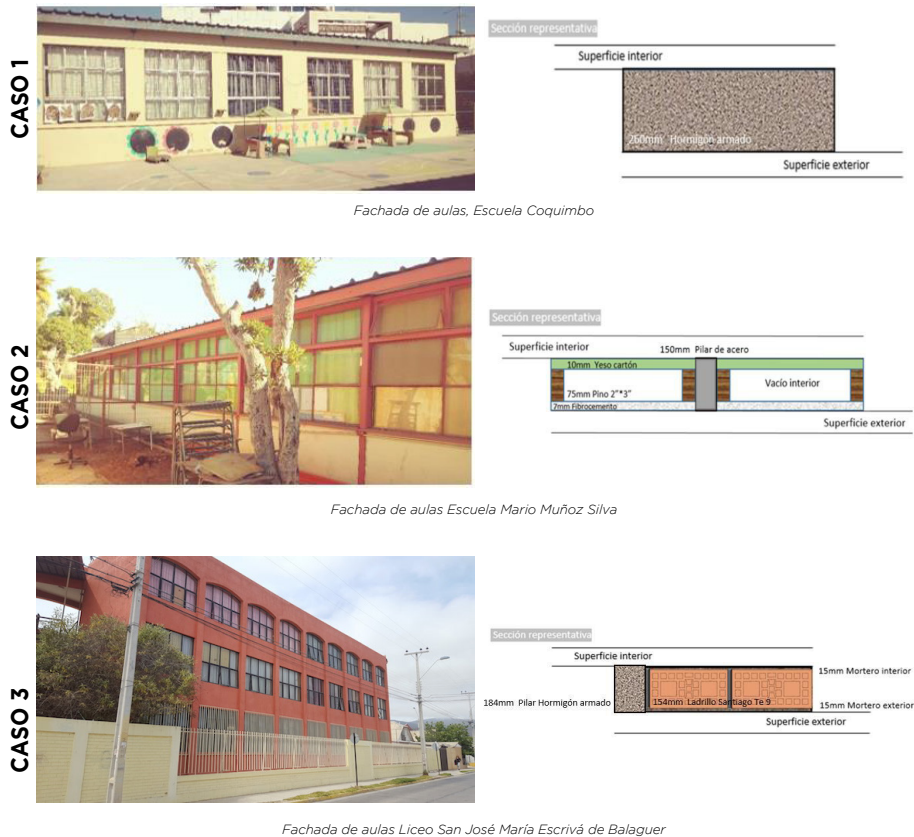 CASO 1
Sección representativa
Superficie interior
260mm Hormigón armado
Superficie exterior
Fachada de aulas, Escuela Coquimbo
CASO 2
Sección representativa
Superficie interior
150mm Pilar de acero
10mm Yeso cartón
Vacío interior
75mm Pino 2"*3"
7mm Fibrocemento
Superficie exterior
Fachada de aulas Escuela Mario Muñoz Silva
CASO 3
Sección representativa
Superficie interior
15mm Mortero interior
184mm Pilar Hormigón armado
154mm Ladrillo Santiago Te 9
15mm Mortero exterior
Superficie exterior
Fachada de aulas Liceo San José María Escrivá de Balaguer